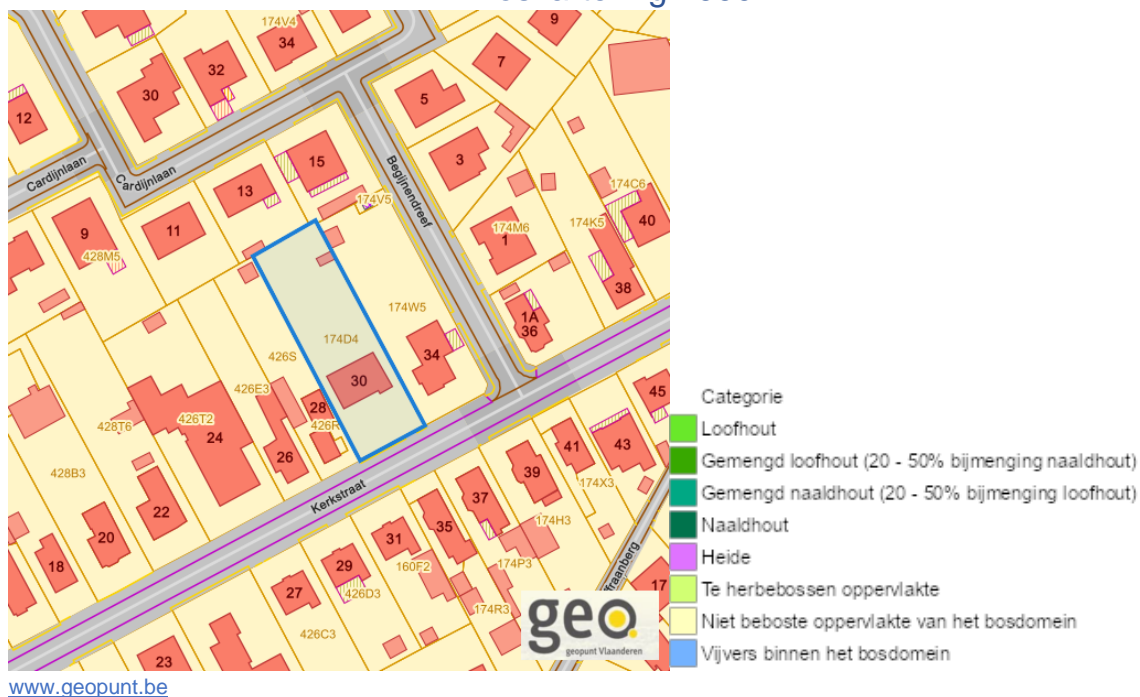 174V4
34
9
32
7
30
5
12
Cardijnlaan
Cardijnlaan
15
3
13
Begijnendreef
174V5
174C6
9
11
1
174M6
174K5
40
428M5
38
174W5
1A
36
174D4
426S
34
30
426E3
28
45
428T6
426T2
24
426R
41
43
26
39
428B3
174X3
37
22
Kerkstraat
35
174H3
20
31
18
29
160F2
174P3
17
27
426D3
174R3
426C3
23
geo.
geopunt Vlaanderen
Categorie
Loofhout
Gemengd loofhout (20 - 50% bijmenging naaldhout)
Gemengd naaldhout (20 - 50% bijmenging loofhout)
Naaldhout
Heide
Te herbebossen oppervlakte
Niet beboste oppervlakte van het bosdomein
Vijvers binnen het bosdomein
www.geopunt.be